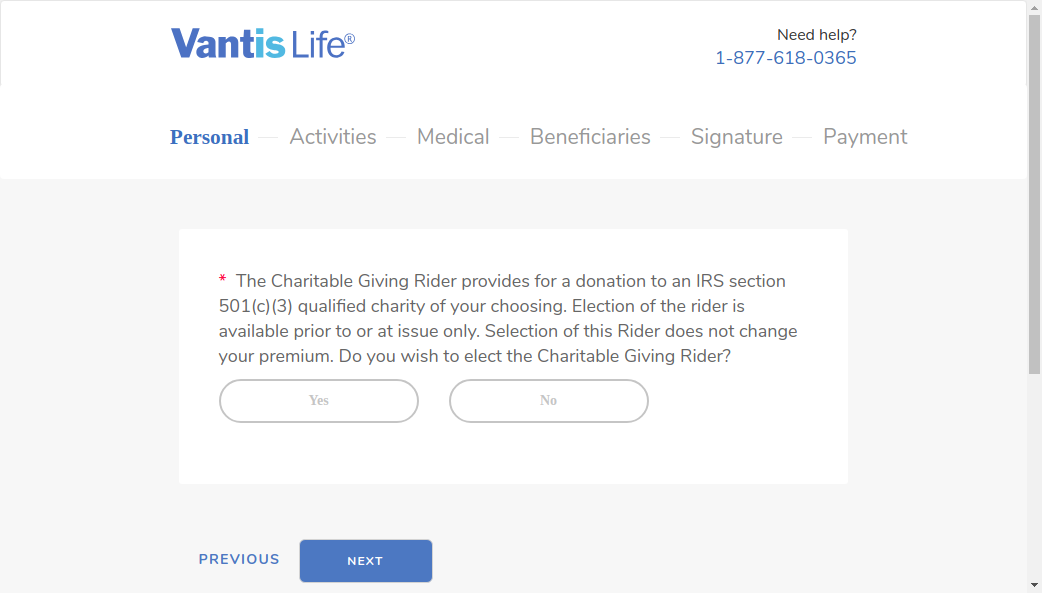 Vantis Life®
Need help?
1-877-618-0365
Personal Activities Medical Beneficiaries Signature Payment
* The Charitable Giving Rider provides for a donation to an IRS section
501(c)(3) qualified charity of your choosing. Election of the rider is
available prior to or at issue only. Selection of this Rider does not change
your premium. Do you wish to elect the Charitable Giving Rider?
Yes No
PREVIOUS NEXT